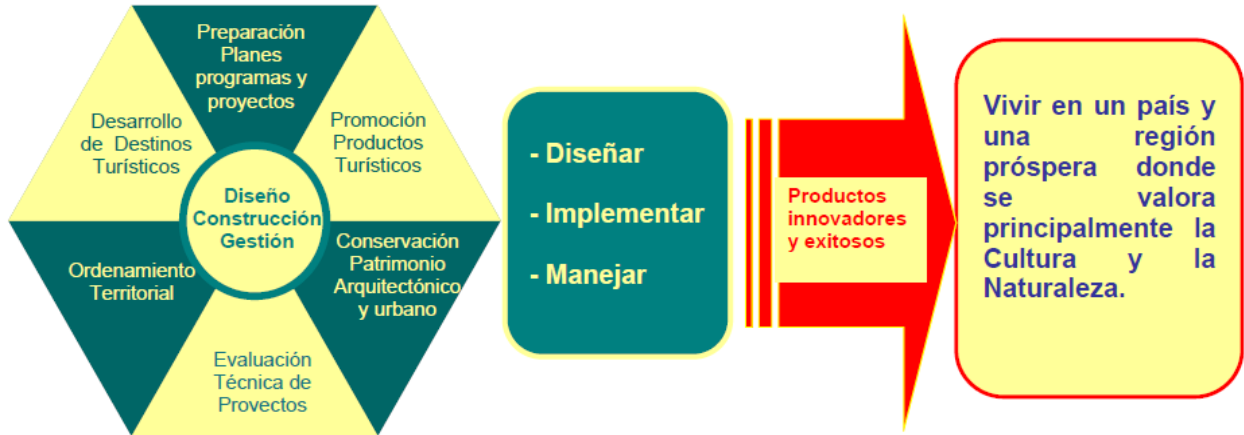 Preparación
Planes
programas y
proyectos
Desarrollo
de Destinos
Turísticos
Promoción
Productos
Turísticos
Diseño
Construcción
Gestión
Ordenamiento
Territorial
Conservación
Patrimonio
Arquitectónico
y urbano
Evaluación
Técnica de
Provectos
- Diseñar
- Implementar
- Manejar
Productos
innovadores
y exitosos
Vivir en un país y
una región
próspera donde
se valora
principalmente la
Cultura y la
Naturaleza.